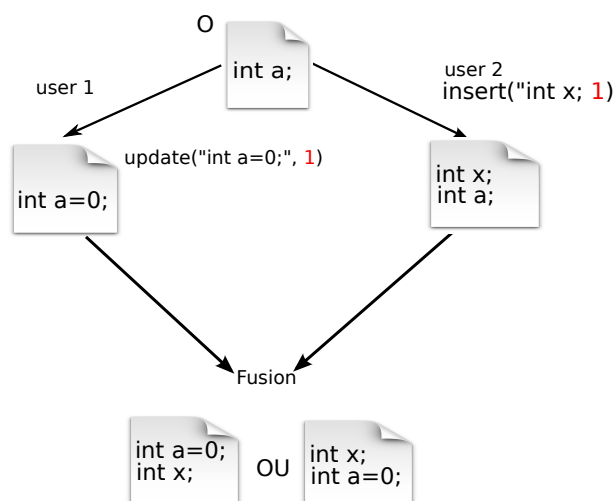 O
int a;
user 1
user 2
insert("int x; 1)
update("int a=0;", 1)
int a=0;
int x;
int a;
Fusion
int a=0;
int x;
OU
int x;
int a=0;